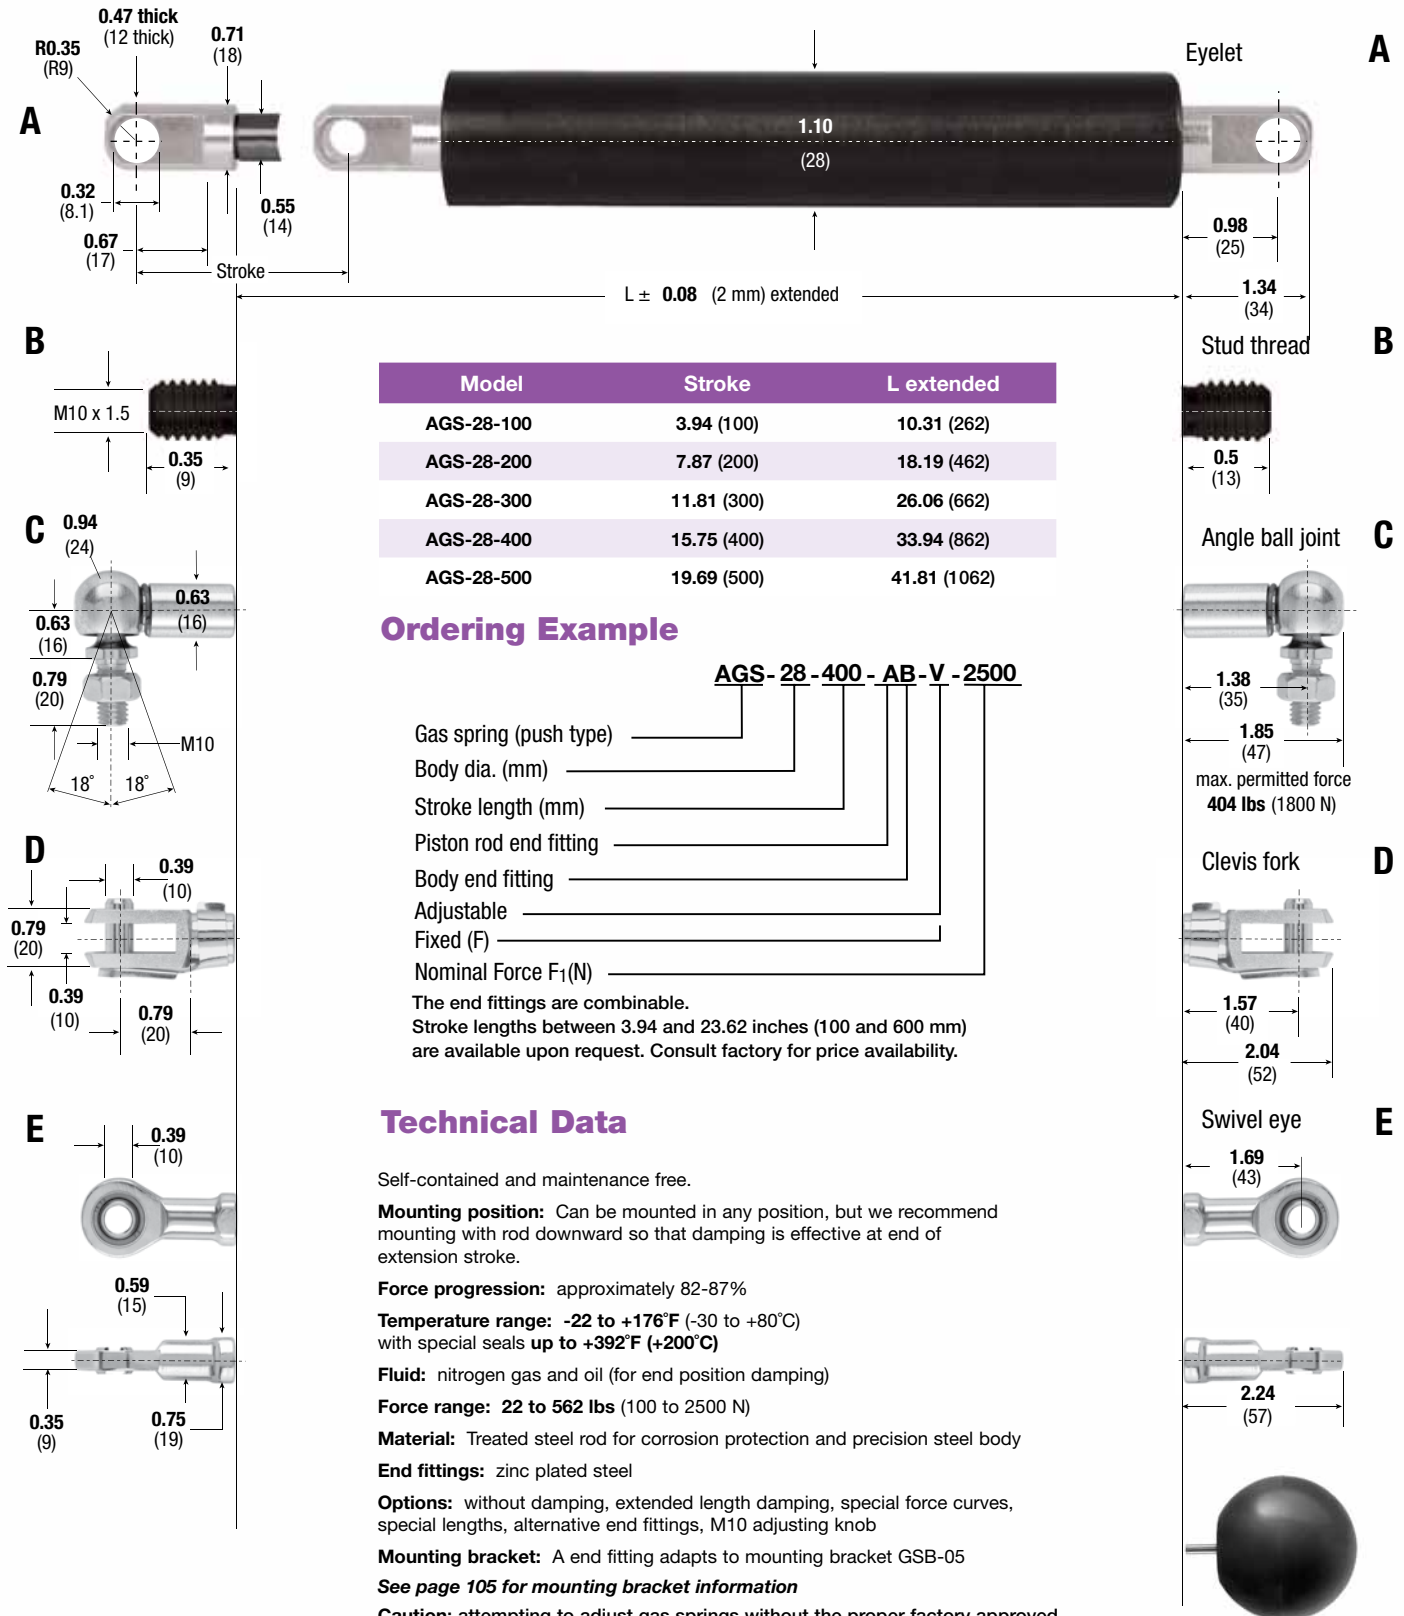 0.47 thick
(12 thick)
R0.35
(R9)
0.71
(18)
Eyelet
A
A
1.10
(28)
0.32
(8.1)
0.55
(14)
0.67
(17)
Stroke
0.98
(25)
L ± 0.08 (2 mm) extended
1.34
(34)
B
Stud thread
B
M10 x 1.5
0.35
(9)
0.5
(13)
Model Stroke L extended
AGS-28-100 3.94 (100) 10.31 (262)
AGS-28-200 7.87 (200) 18.19 (462)
AGS-28-300 11.81 (300) 26.06 (662)
AGS-28-400 15.75 (400) 33.94 (862)
AGS-28-500 19.69 (500) 41.81 (1062)
C
0.94
(24)
0.63
(16)
0.63
(16)
0.79
(20)
M10
18° 18°
Angle ball joint
C
1.38
(35)
1.85
(47)
max. permitted force
404 lbs (1800 N)
Ordering Example
AGS- 28 - 400 - AB - V - 2500
Gas spring (push type)
Body dia. (mm)
Stroke length (mm)
Piston rod end fitting
Body end fitting
Adjustable
Fixed (F)
Nominal Force F1(N)
The end fittings are combinable.
Stroke lengths between 3.94 and 23.62 inches (100 and 600 mm)
are available upon request. Consult factory for price availability.
D
0.39
(10)
0.79
(20)
0.39
(10)
0.79
(20)
Clevis fork
D
1.57
(40)
2.04
(52)
E
0.39
(10)
0.59
(15)
0.35
(9)
0.75
(19)
Swivel eye
E
1.69
(43)
2.24
(57)
Technical Data
Self-contained and maintenance free.
Mounting position: Can be mounted in any position, but we recommend
mounting with rod downward so that damping is effective at end of
extension stroke.
Force progression: approximately 82-87%
Temperature range: -22 to +176°F (-30 to +80°C)
with special seals up to +392°F (+200°C)
Fluid: nitrogen gas and oil (for end position damping)
Force range: 22 to 562 lbs (100 to 2500 N)
Material: Treated steel rod for corrosion protection and precision steel body
End fittings: zinc plated steel
Options: without damping, extended length damping, special force curves,
special lengths, alternative end fittings, M10 adjusting knob
Mounting bracket: A end fitting adapts to mounting bracket GSB-05
See page 105 for mounting bracket information
Caution: attempting to adjust gas springs without the proper factory approved